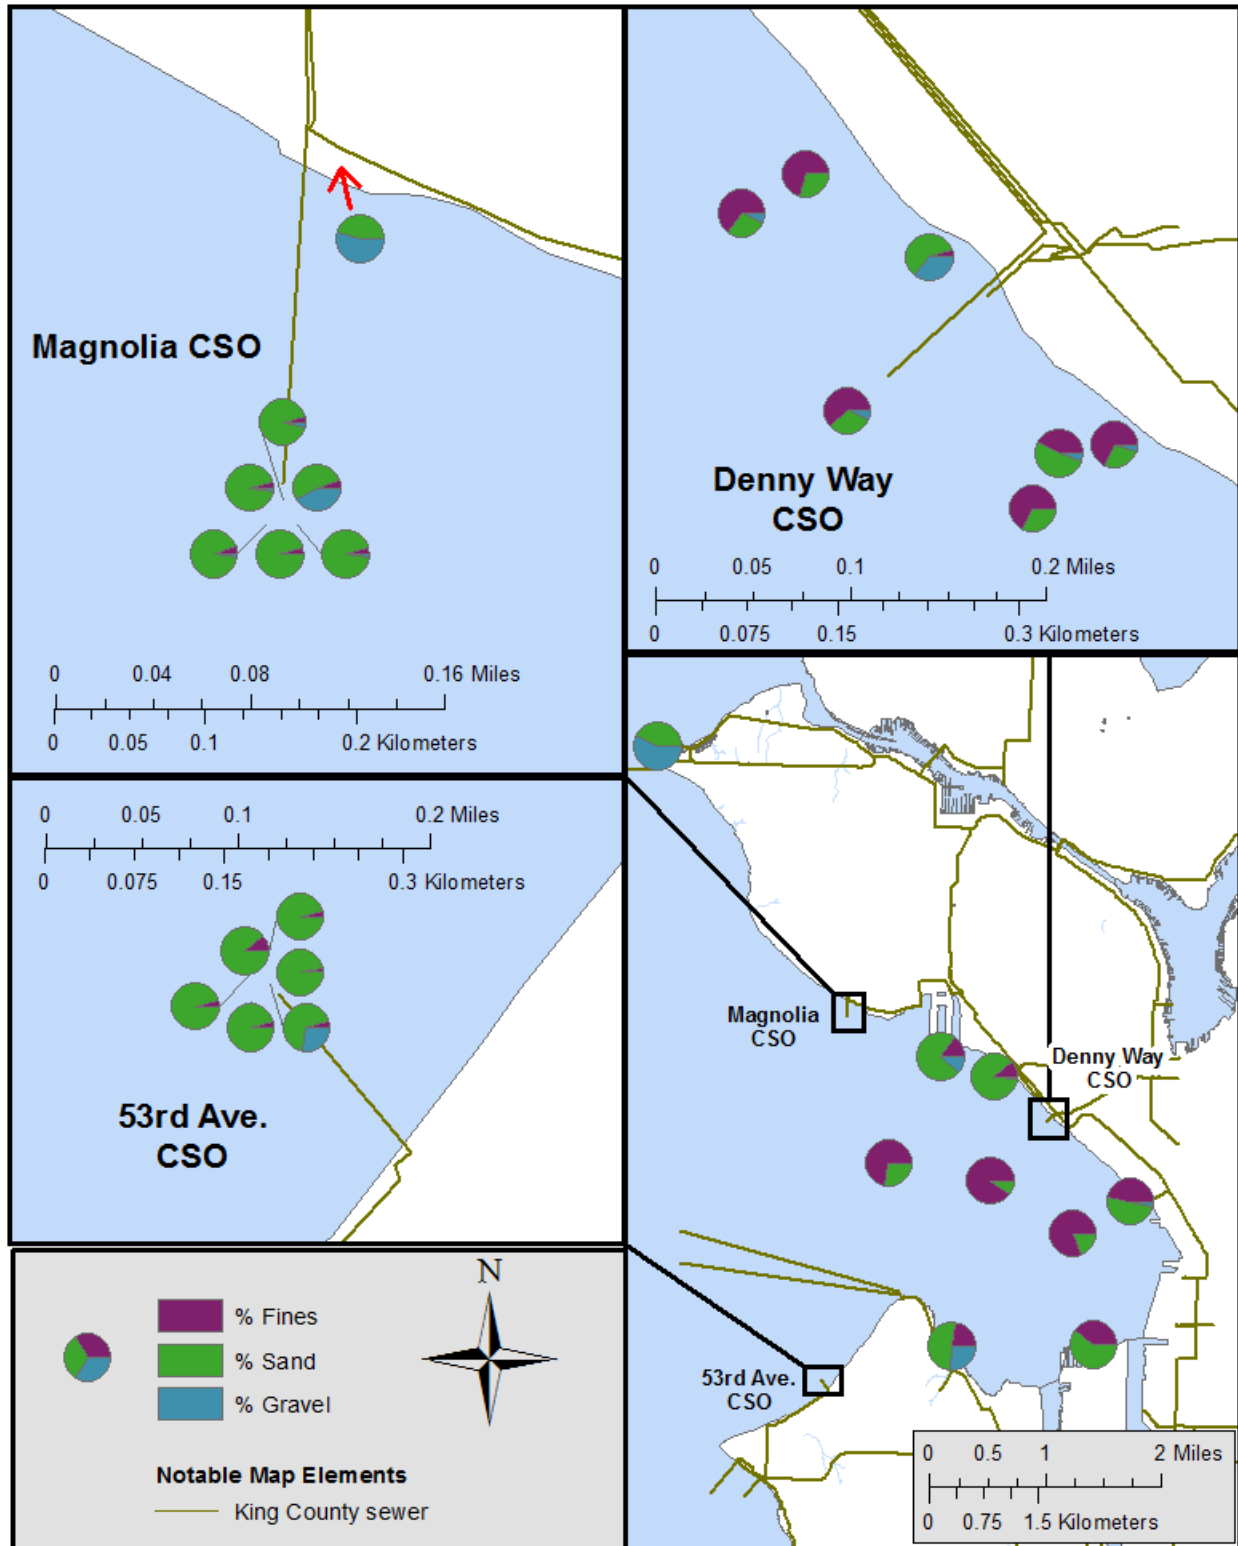 Magnolia CSO
0 0.04 0.08 0.16 Miles
0 0.05 0.1 0.2 Kilometers
Denny Way
CSO
0 0.05 0.1 0.2 Miles
0 0.075 0.15 0.3 Kilometers
0 0.05 0.1 0.2 Miles
0 0.075 0.15 0.3 Kilometers
53rd Ave.
CSO
Magnolia
CSO
Denny Way
CSO
53rd Ave.
CSO
0 0.5 1 2 Miles
0 0.75 1.5 Kilometers
N
% Fines
% Sand
% Gravel
Notable Map Elements
King County sewer